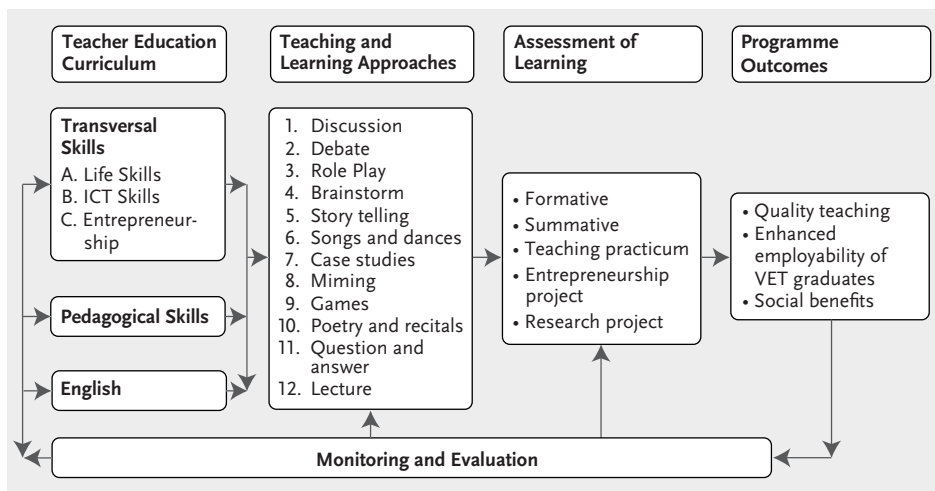 Teacher Education
Curriculum
Teaching and
Learning Approaches
Assessment of
Learning
Programme
Outcomes
Transversal
Skills
A. Life Skills
B. ICT Skills
C. Entrepreneur-
ship
Pedagogical Skills
English
1. Discussion
2. Debate
3. Role Play
4. Brainstorm
5. Story telling
6. Songs and dances
7. Case studies
8. Miming
9. Games
10. Poetry and recitals
11. Question and
answer
12. Lecture
• Formative
• Summative
• Teaching practicum
• Entrepreneurship
project
• Research project
• Quality teaching
• Enhanced
employability of
VET graduates
• Social benefits
Monitoring and Evaluation